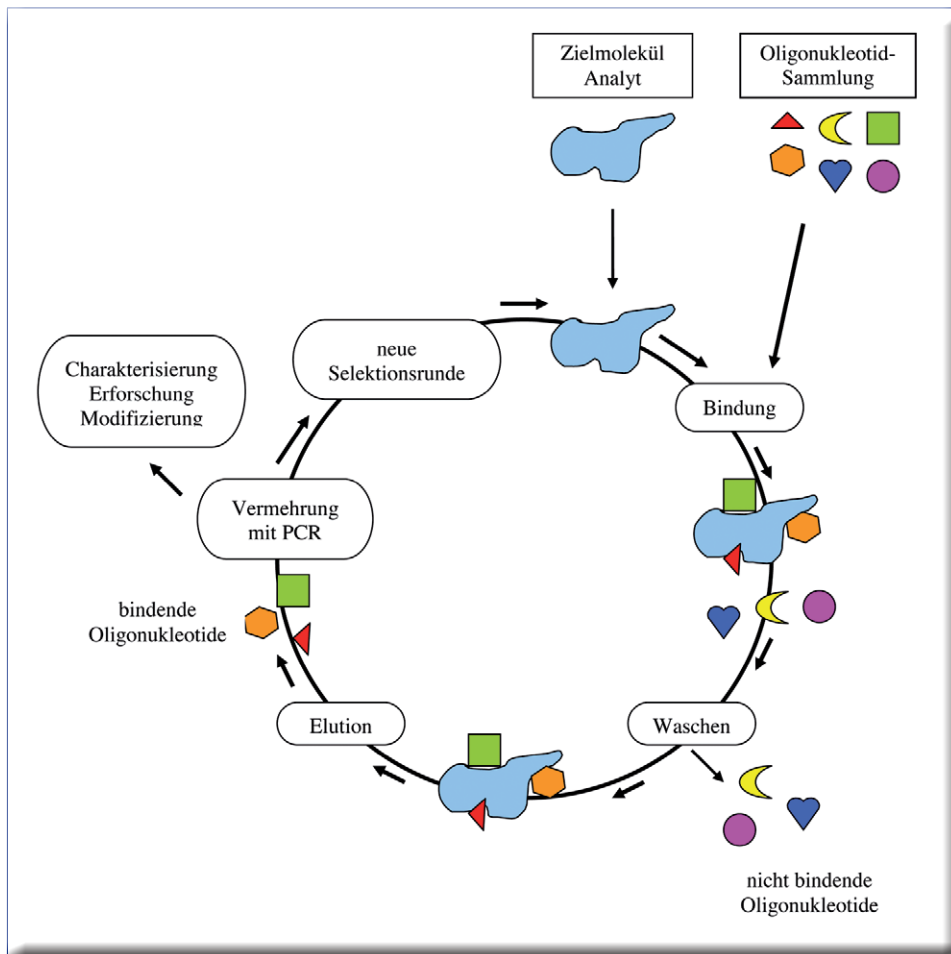 Zielmolekül
Analyt
Oligonukleotid-
Sammlung
neue
Selektionsrunde
Charakterisierung
Erforschung
Modifizierung
Bindung
Vermehrung
mit PCR
bindende
Oligonukleotide
Elution
Waschen
nicht bindende
Oligonukleotide